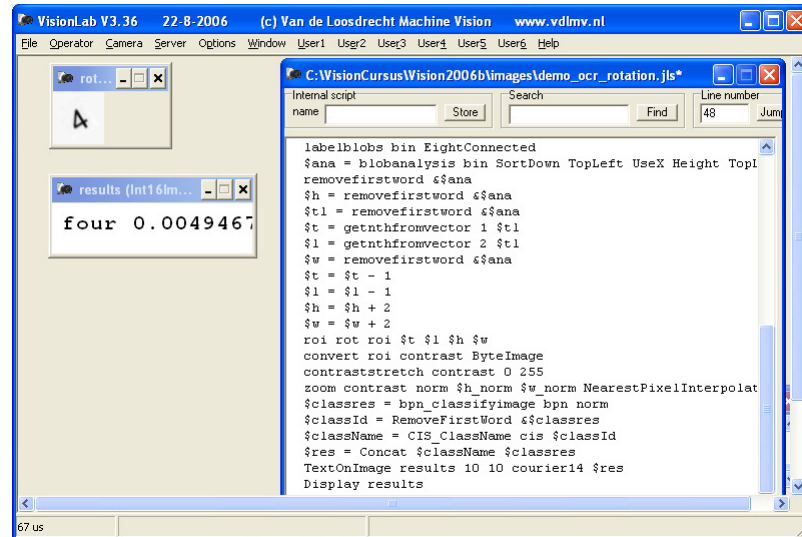 VisionLab V3.36 22-8-2006 (c) Van de Loosdrecht Machine Vision www.vdlmv.nl
File Operator Camera Server Options Window User1 User2 User3 User4 User5 User6 Help
rot...
4
results (Int16Im...
four 0.0049467
C:\VisionCursus\Vision2006b\images\demo_ocr_rotation.jls*
Internal script Search Line number
name Store Find 48 Jum
labelblobs bin EightConnected
$ana = blobanalysis bin SortDown TopLeft UseX Height TopL
removefirstword &$ana
$h = removefirstword &$ana
$tl = removefirstword &$ana
$t = getnthfromvector 1 $tl
$l = getnthfromvector 2 $tl
$w = removefirstword &$ana
$t = $t - 1
$l = $l - 1
$h = $h + 2
$w = $w + 2
roi rot roi $t $l $h $w
convert roi contrast ByteImage
contraststretch contrast 0 255
zoom contrast norm $h_norm $w_norm NearestPixelInterpolat
$classres = bpn_classifyimage bpn norm
$classId = RemoveFirstWord &$classres
$className = CIS_ClassName cis $classId
$res = Concat $className $classres
TextOnImage results 10 10 courier14 $res
Display results
67 us